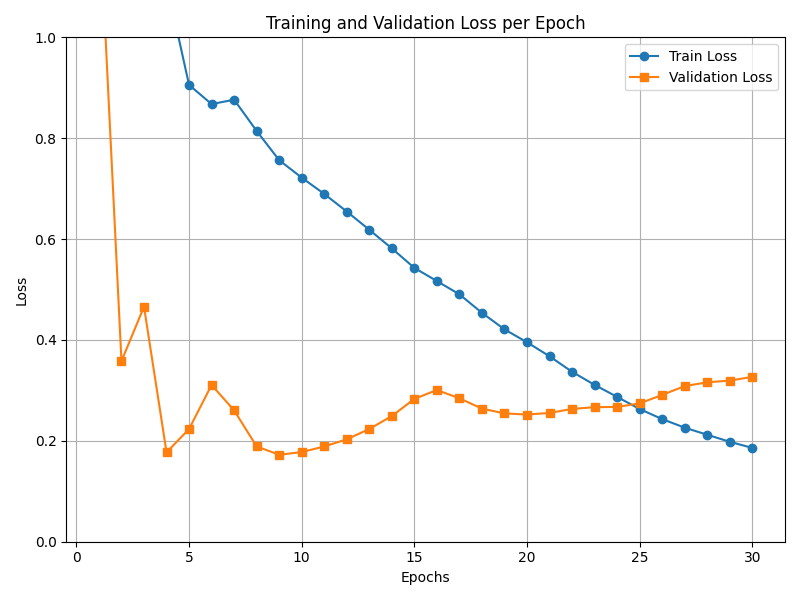 Training and Validation Loss per Epoch
Train Loss
Validation Loss
Loss
1.0
0.8
0.6
0.4
0.2
0.0
0 5 10 15 20 25 30
Epochs